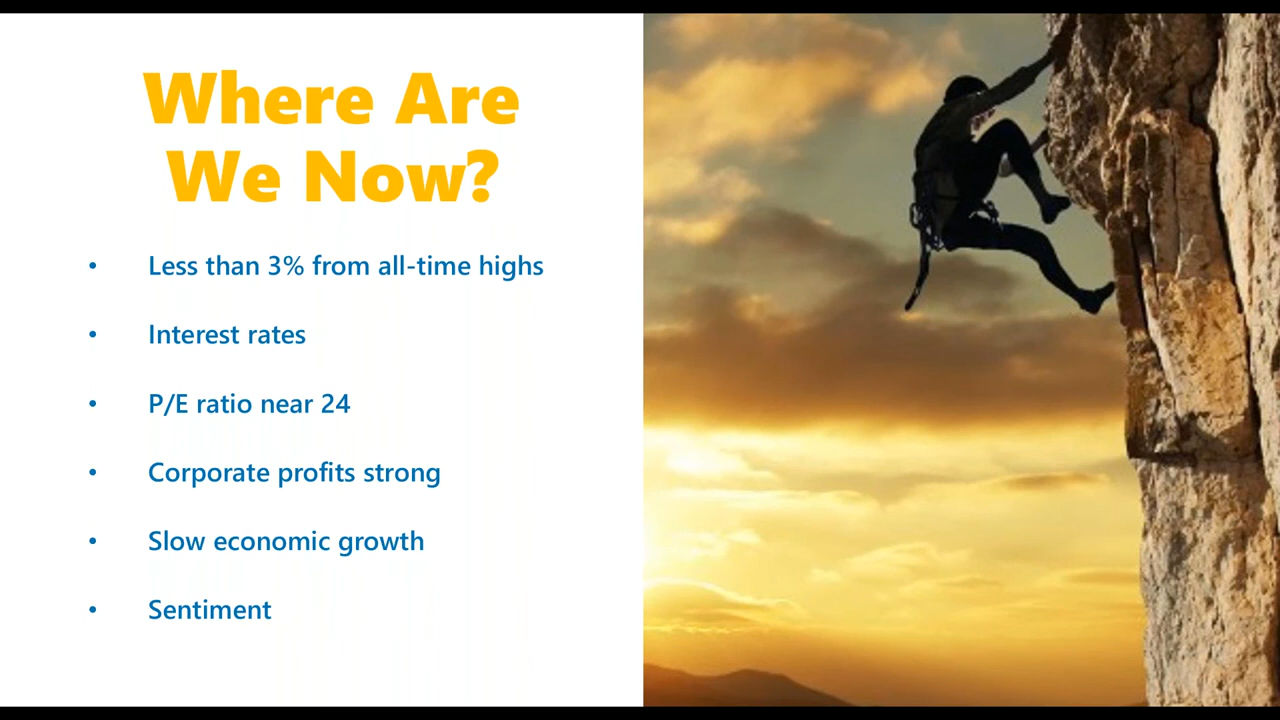 Where Are
We Now?
• Less than 3% from all-time highs
• Interest rates
• P/E ratio near 24
• Corporate profits strong
• Slow economic growth
• Sentiment